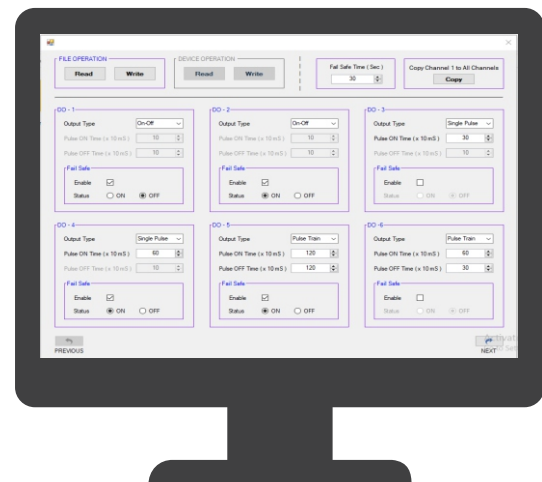 FILE OPERATION
Read Write
DEVICE OPERATION
Read Write
Fail Safe Time ( Sec )
30
Copy Channel 1 to All Channels
Copy
DO - 1
Output Type On-Off
Pulse ON Time ( x 10 mS ) 10
Pulse OFF Time ( x 10 mS ) 10
Fail Safe
Enable
Status ON OFF
DO - 2
Output Type On-Off
Pulse ON Time ( x 10 mS ) 10
Pulse OFF Time ( x 10 mS ) 10
Fail Safe
Enable
Status ON OFF
DO - 3
Output Type Single Pulse
Pulse ON Time ( x 10 mS ) 30
Pulse OFF Time ( x 10 mS ) 10
Fail Safe
Enable
Status ON OFF
DO - 4
Output Type Single Pulse
Pulse ON Time ( x 10 mS ) 60
Pulse OFF Time ( x 10 mS ) 10
Fail Safe
Enable
Status ON OFF
DO - 5
Output Type Pulse Train
Pulse ON Time ( x 10 mS ) 120
Pulse OFF Time ( x 10 mS ) 120
Fail Safe
Enable
Status ON OFF
DO -6
Output Type Pulse Train
Pulse ON Time ( x 10 mS ) 60
Pulse OFF Time ( x 10 mS ) 30
Fail Safe
Enable
Status ON OFF
PREVIOUS
NEXT